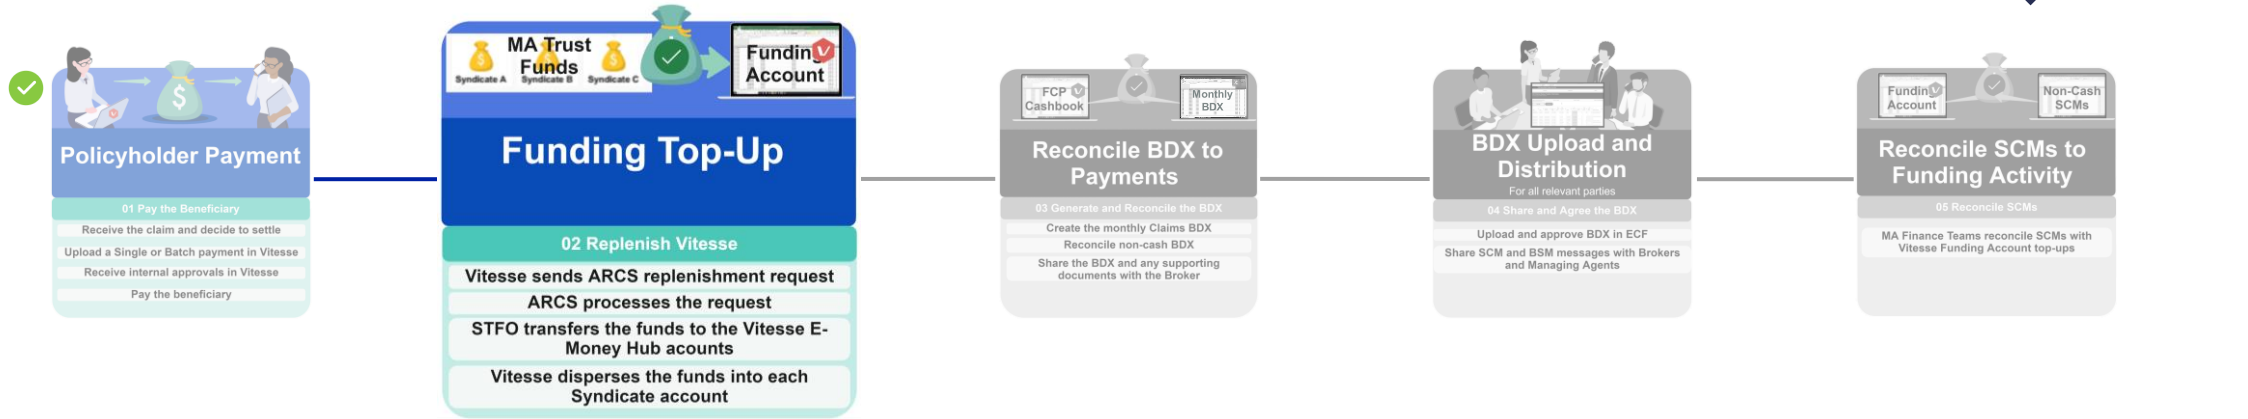 Policyholder Payment
01 Pay the Beneficiary
Receive the claim and decide to settle
Upload a Single or Batch payment in Vitesse
Receive internal approvals in Vitesse
Pay the beneficiary
MA Trust
Funds
Syndicate A
Syndicate B
Syndicate C
Funding
Account
Funding Top-Up
02 Replenish Vitesse
Vitesse sends ARCS replenishment request
ARCS processes the request
STFO transfers the funds to the Vitesse E-
Money Hub acounts
Vitesse disperses the funds into each
Syndicate account
FCP
Cashbook
Monthly
BDX
Reconcile BDX to
Payments
03 Generate and Reconcile the BDX
Create the monthly Claims BDX
Reconcile non-cash BDX
Share the BDX and any supporting
documents with the Broker
BDX Upload and
Distribution
For all relevant parties
04 Share and Agree the BDX
Upload and approve BDX in ECF
Share SCM and BSM messages with Brokers
and Managing Agents
Funding
Account
Non-Cash
SCMs
Reconcile SCMs to
Funding Activity
05 Reconcile SCMs
MA Finance Teams reconcile SCMs with
Vitesse Funding Account top-ups